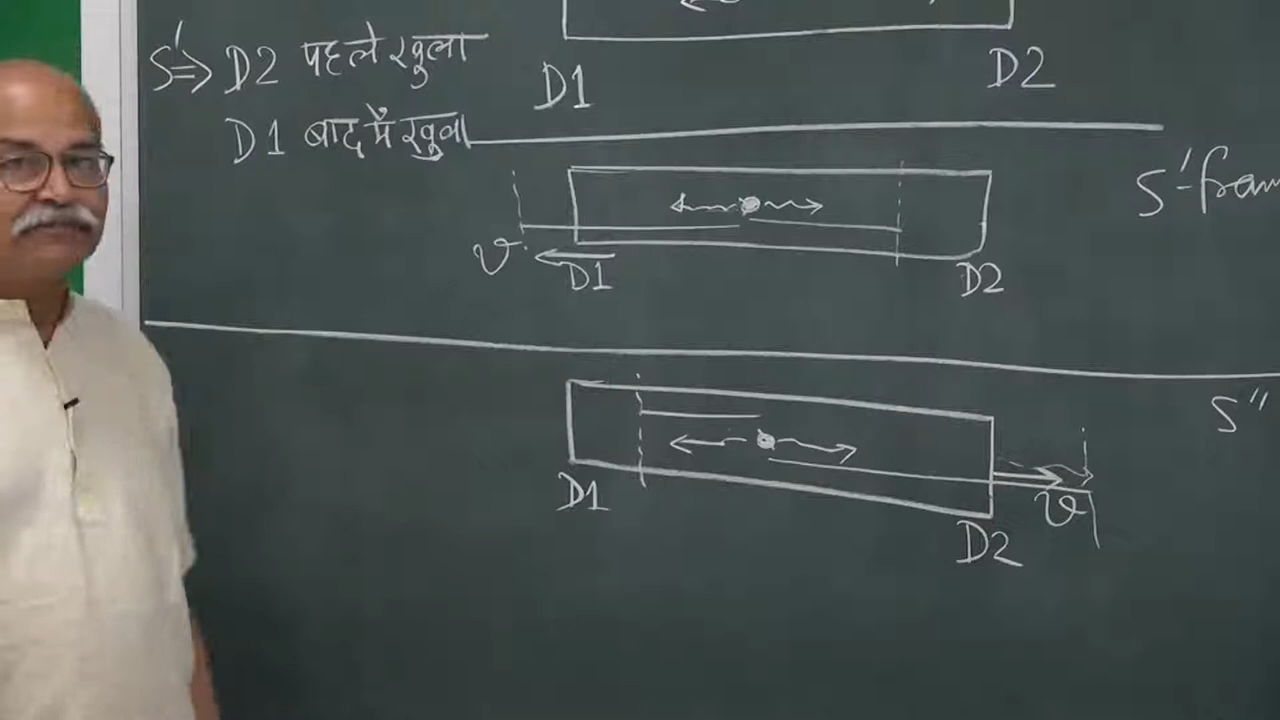 S' ⇒ D2 पहले खुला
D1 बाद में खुला
D1 D2
S'-fram
v D1 D2
S"
D1 D2 v